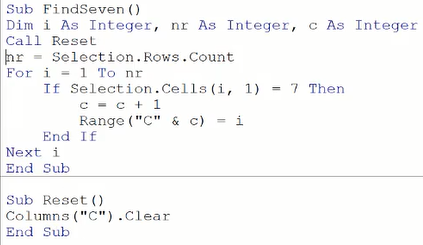 Sub FindSeven()
Dim i As Integer, nr As Integer, c As Integer
Call Reset
nr = Selection.Rows.Count
For i = 1 To nr
    If Selection.Cells(i, 1) = 7 Then
        c = c + 1
        Range("C" & c) = i
    End If
Next i
End Sub
Sub Reset()
Columns("C").Clear
End Sub